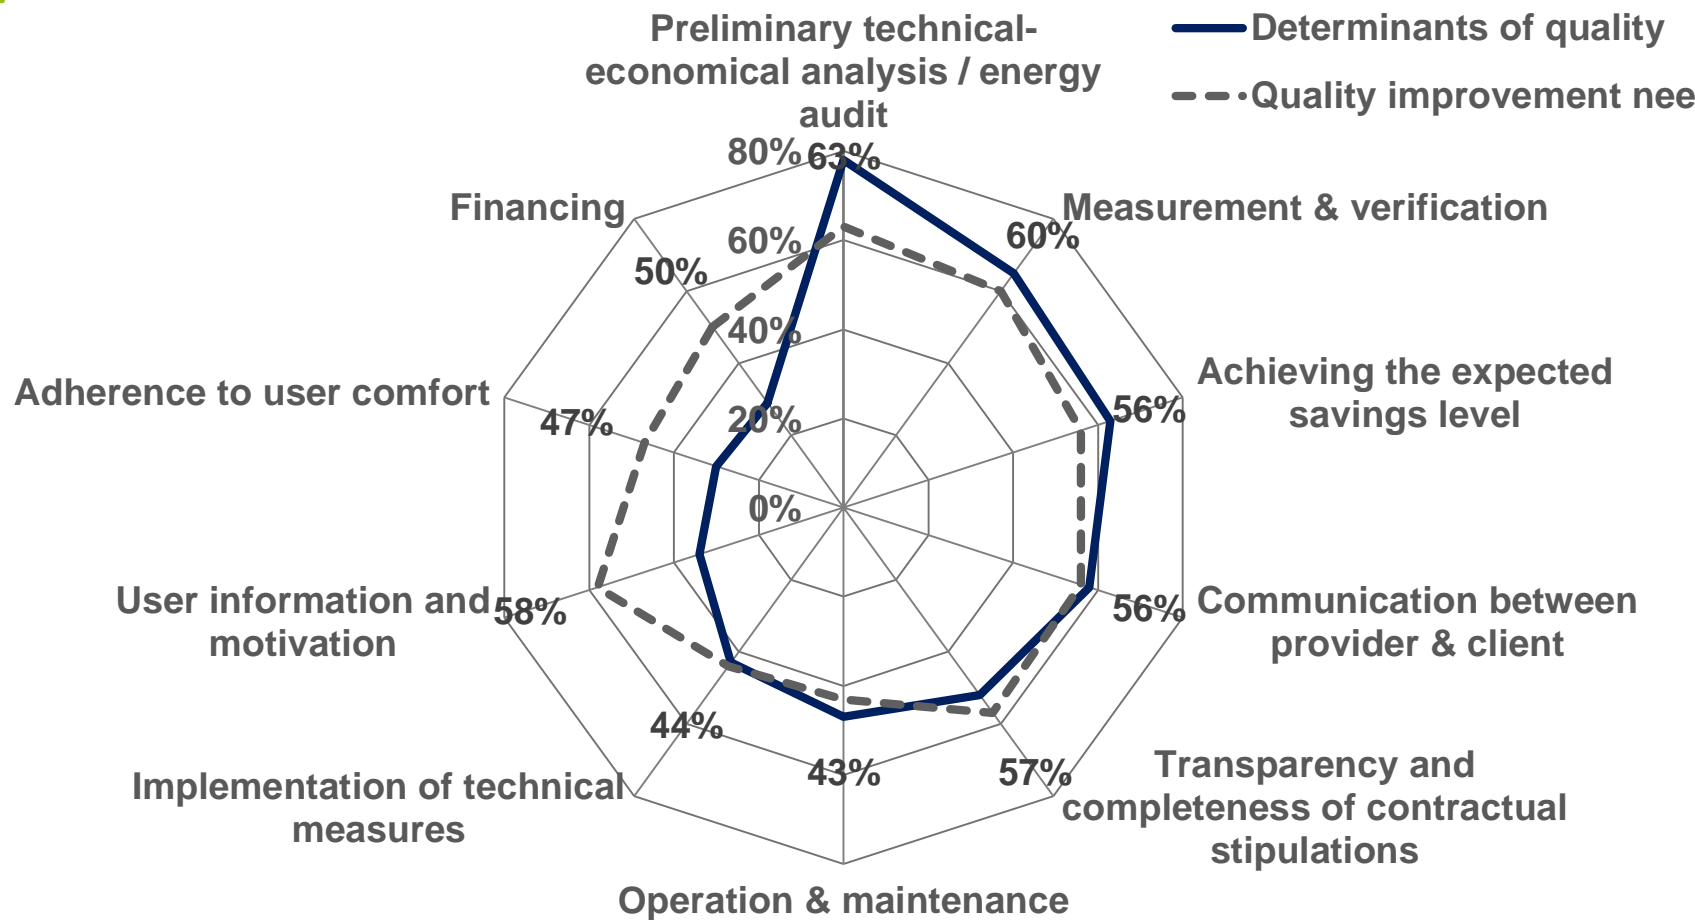 Preliminary technical-
economical analysis / energy
audit
Determinants of quality
Quality improvement nee
80%
63%
Financing
Measurement & verification
60%
60%
50%
40%
Adherence to user comfort
47%
Achieving the expected
savings level
56%
20%
0%
User information and
motivation
58%
56%
Communication between
provider & client
44%
43%
57%
Transparency and
completeness of contractual
stipulations
Implementation of technical
measures
Operation & maintenance